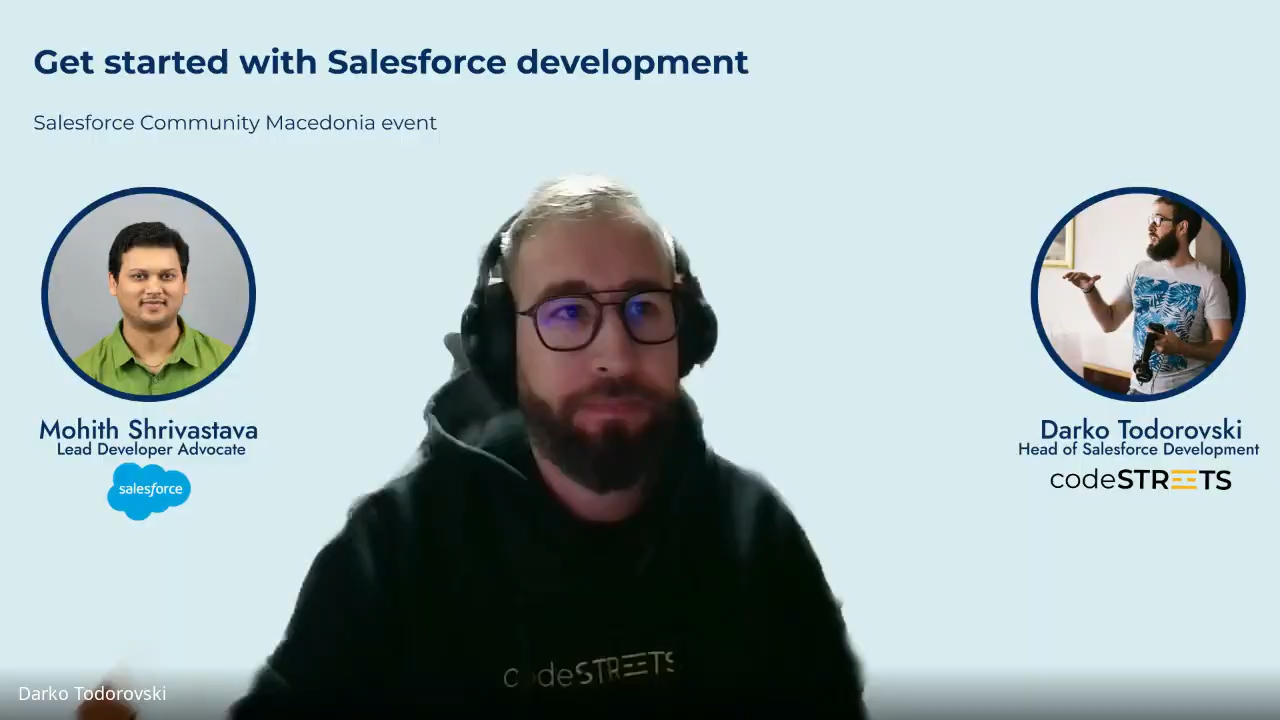 Get started with Salesforce development
Salesforce Community Macedonia event
Mohith Shrivastava
Lead Developer Advocate
salesforce
Darko Todorovski
Head of Salesforce Development
codeSTREETS
codeSTREETS
Darko Todorovski